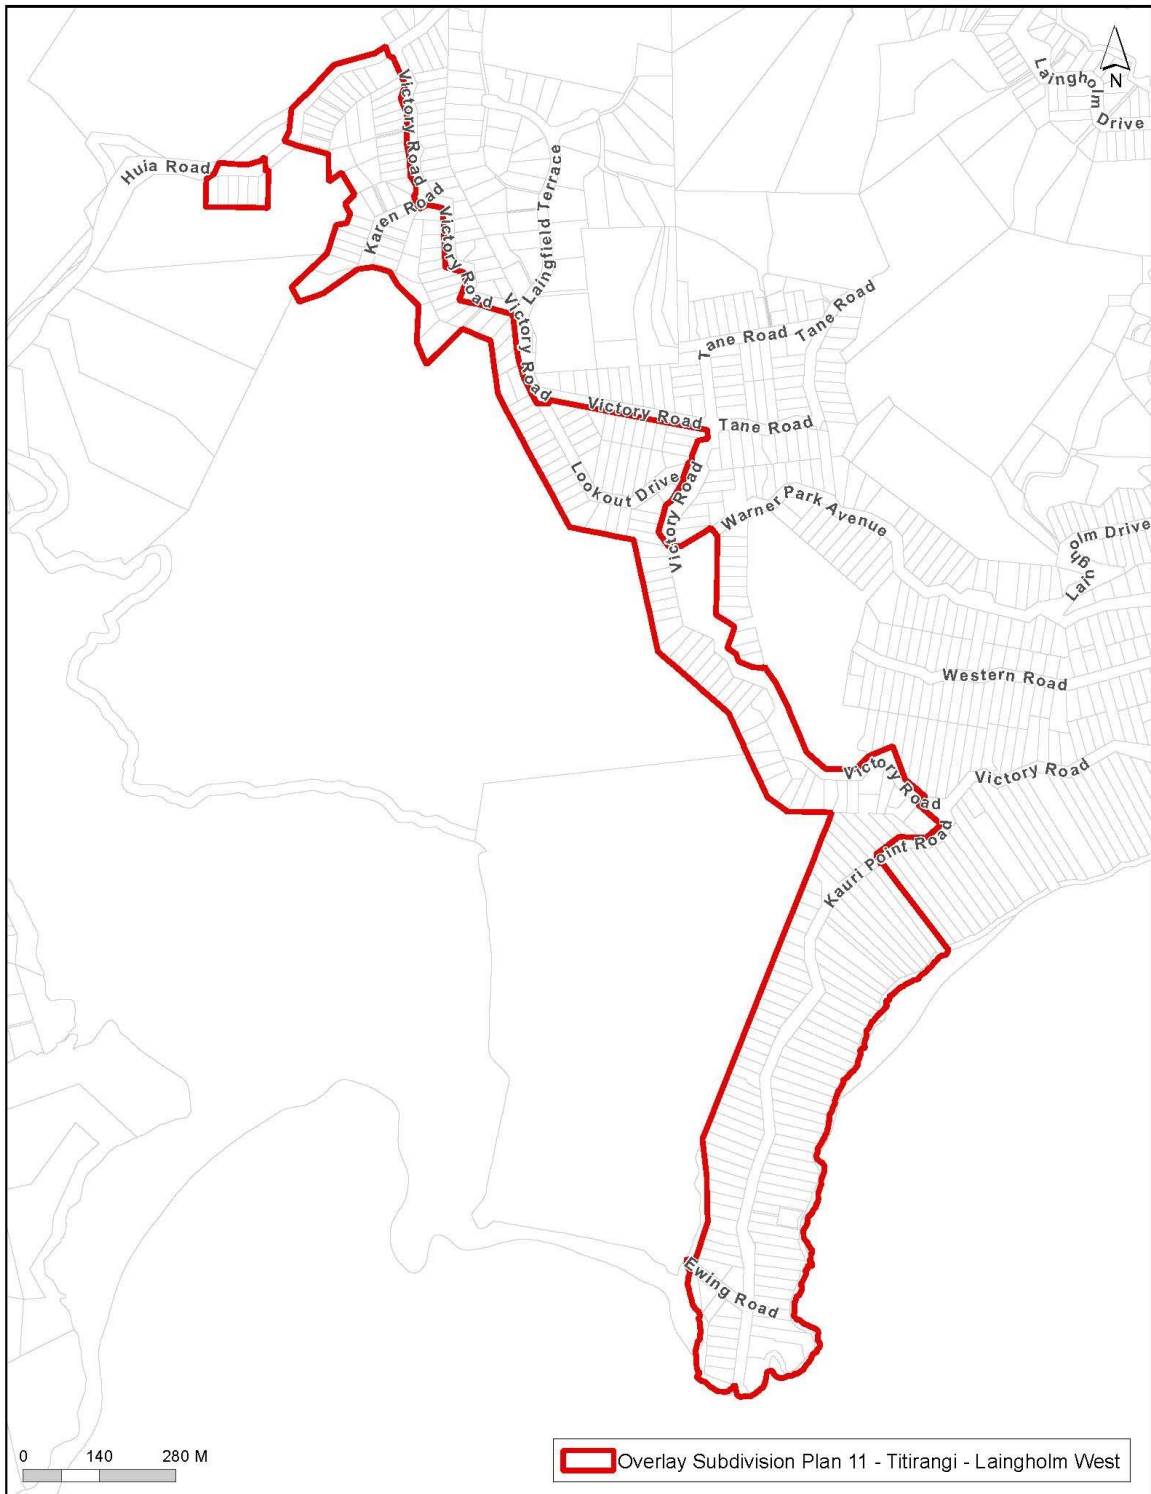 Laingholm Drive
N
Victory Road
Huia Road
Laingfield Terrace
Karen Road
Victory Road
Victory Road
Tane Road
Tane Road
Victory Road
Victory Road
Tane Road
Lookout Drive
Victory Road
Warner Park Avenue
Laingholm Drive
Western Road
Victory Road
Victory Road
Kauri Point Road
Ewing Road
0 140 280 M
Overlay Subdivision Plan 11 - Titirangi - Laingholm West